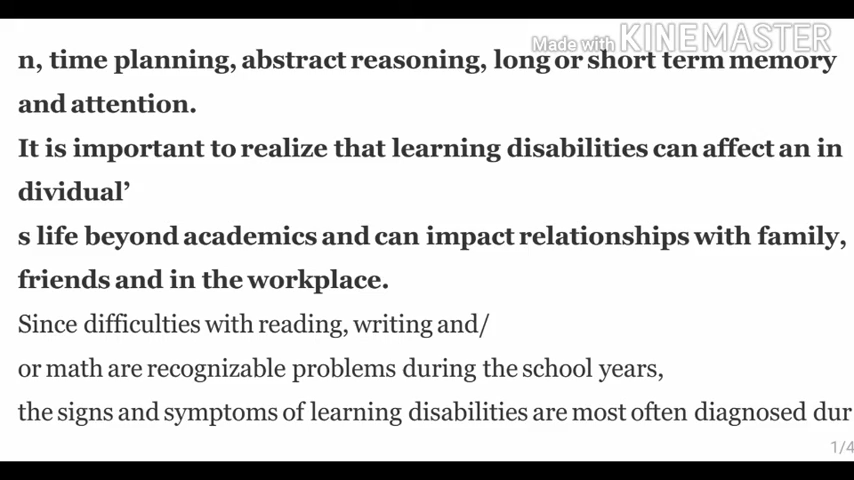 Made with KINEMASTER
n, time planning, abstract reasoning, long or short term memory
and attention.
It is important to realize that learning disabilities can affect an in
dividual’
s life beyond academics and can impact relationships with family,
friends and in the workplace.
Since difficulties with reading, writing and/
or math are recognizable problems during the school years,
the signs and symptoms of learning disabilities are most often diagnosed dur
1/4